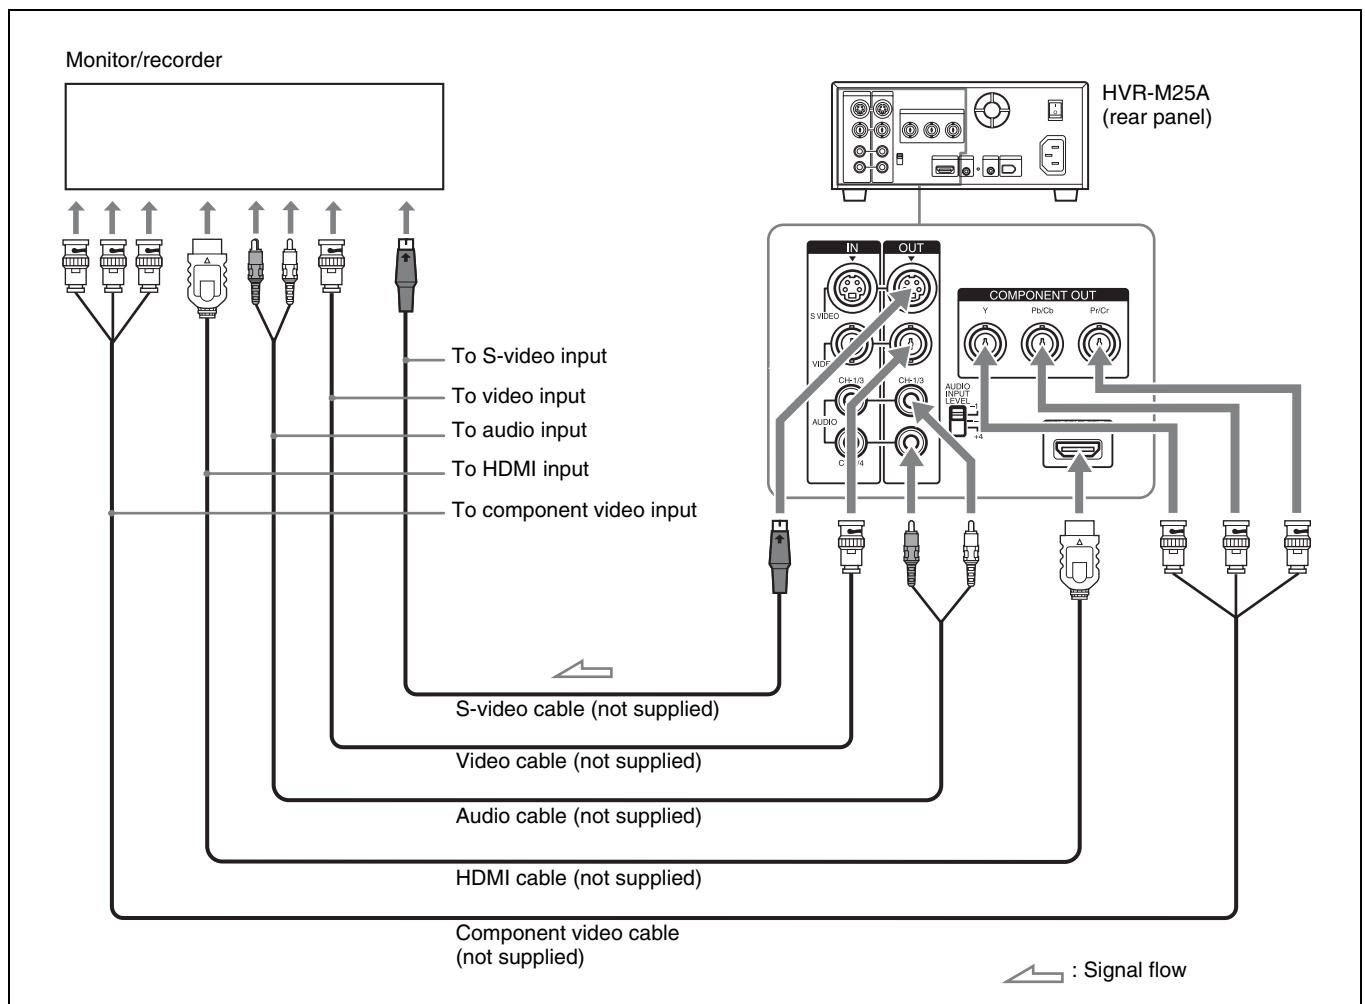 Monitor/recorder
HVR-M25A
(rear panel)
IN
OUT
S VIDEO
COMPONENT OUT
Y
Pb/Cb
Pr/Cr
CH-1/3
CH-1/3
AUDIO
INPUT
LEVEL
AUDIO
+4
To S-video input
To video input
To audio input
To HDMI input
To component video input
S-video cable (not supplied)
Video cable (not supplied)
Audio cable (not supplied)
HDMI cable (not supplied)
Component video cable
(not supplied)
: Signal flow